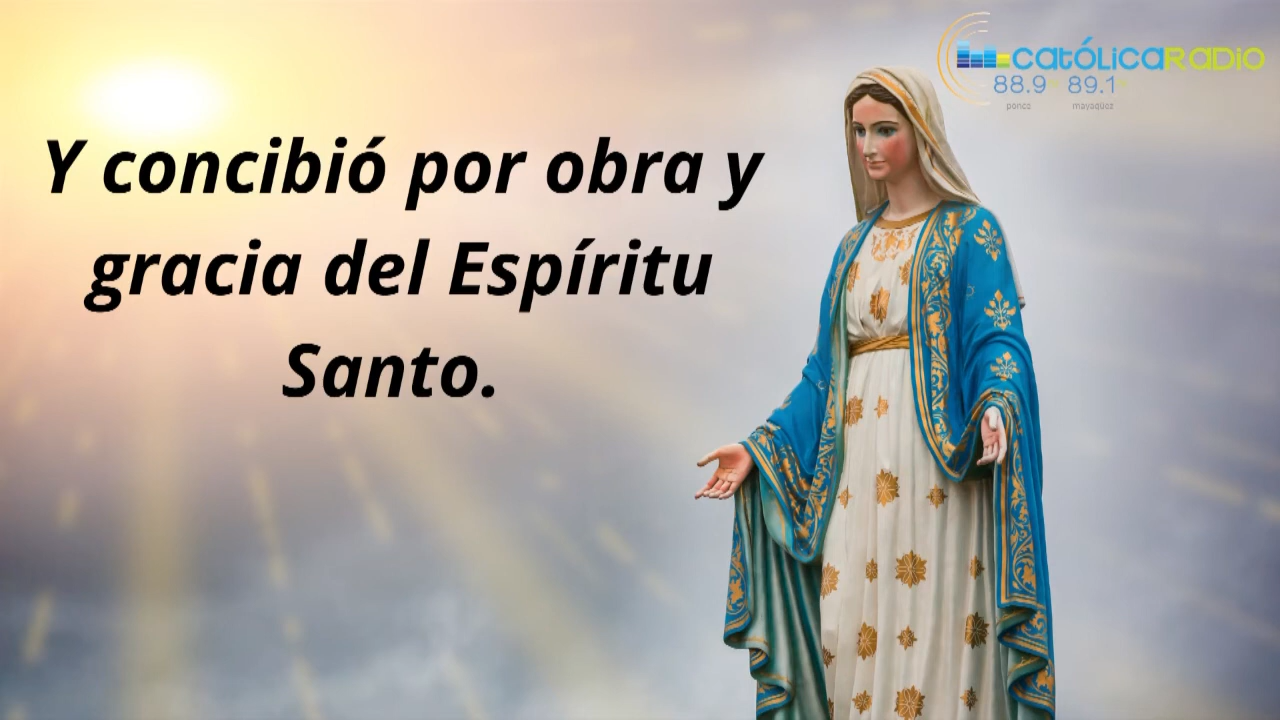 CATÓLICARADIO
88.9 89.1
ponce mayagüez
Y concibió por obra y
gracia del Espíritu
Santo.